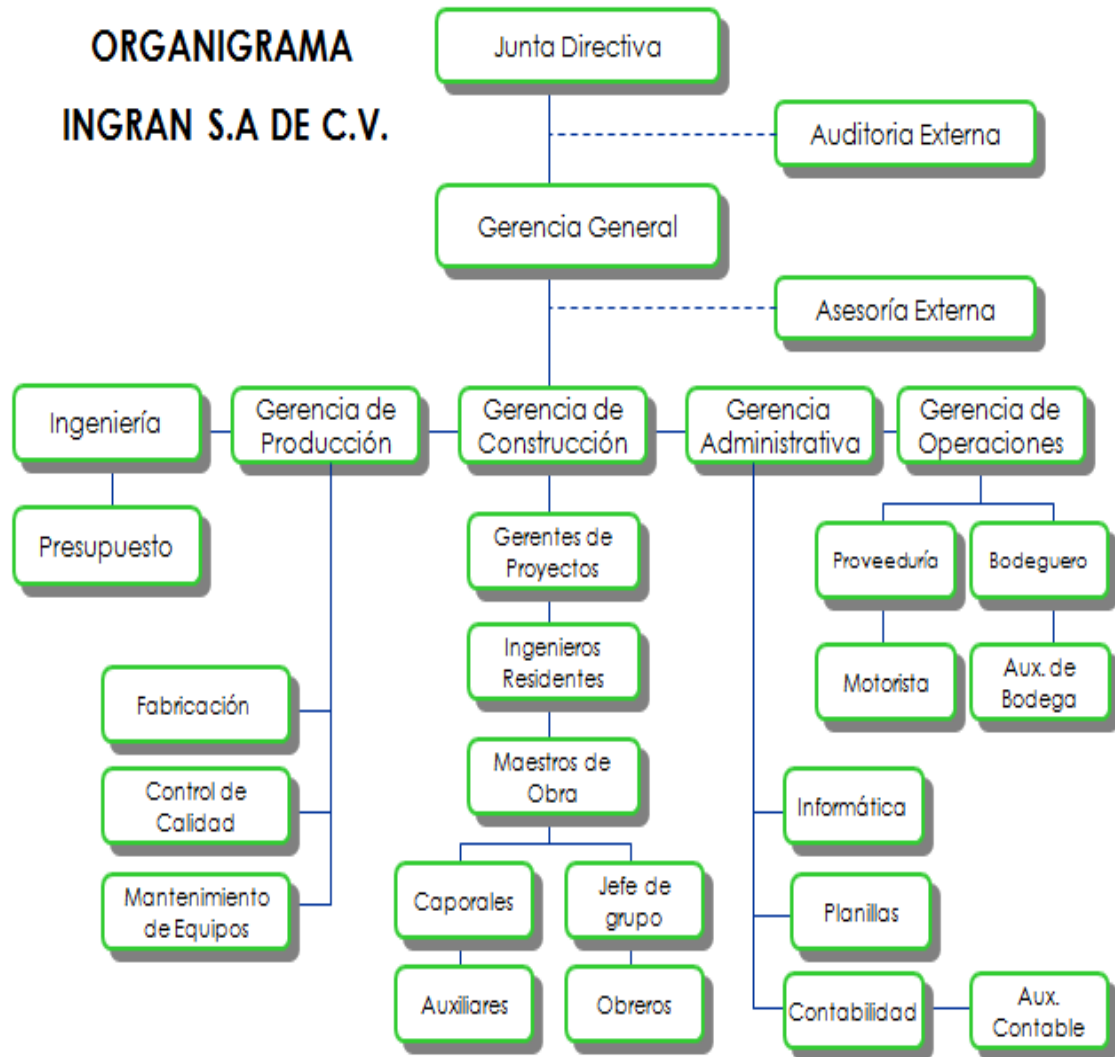 ORGANIGRAMA
INGRAN S.A DE C.V.
Junta Directiva
Auditoria Externa
Gerencia General
Asesoría Externa
Ingeniería
Gerencia de
Producción
Gerencia de
Construcción
Gerencia
Administrativa
Gerencia de
Operaciones
Presupuesto
Gerentes de
Proyectos
Proveeduría
Bodeguero
Ingenieros
Residentes
Motorista
Aux. de
Bodega
Fabricación
Control de
Calidad
Mantenimiento
de Equipos
Maestros de
Obra
Caporales
Jefe de
grupo
Auxiliares
Obreros
Informática
Planillas
Contabilidad
Aux.
Contable